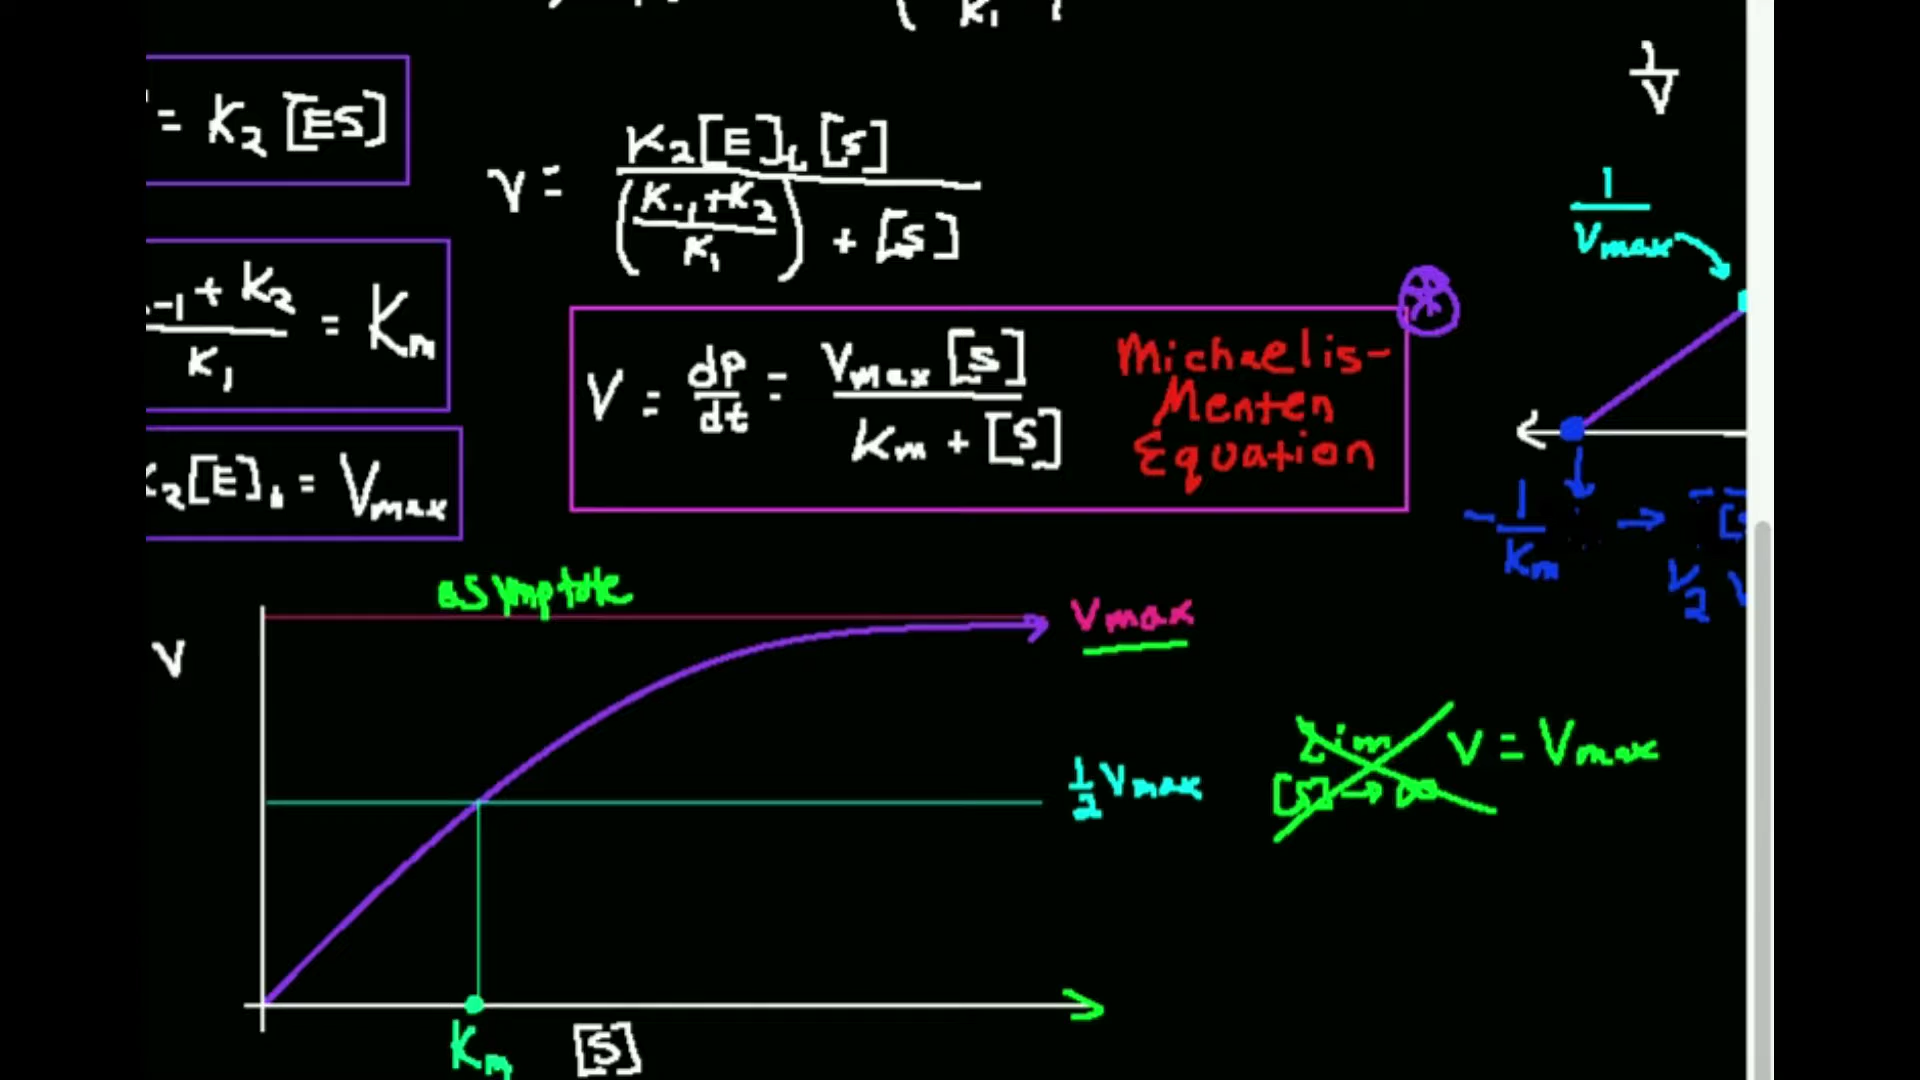 = K₂ [ES]
V = K₂[E]ₜ[S] / ((K₋₁+K₂)/K₁) + [S]
₋₁ + K₂ / K₁ = Kₘ
K₂[E]ₜ = Vmax
V = dP/dt = Vmax [S] / Km + [S]
Michaelis-
Menten
Equation
1/V
1/Vmax
-1/Km →
asymptote
Vmax
V
1/2 Vmax
Lim [S]→∞ V = Vmax
Km [S]